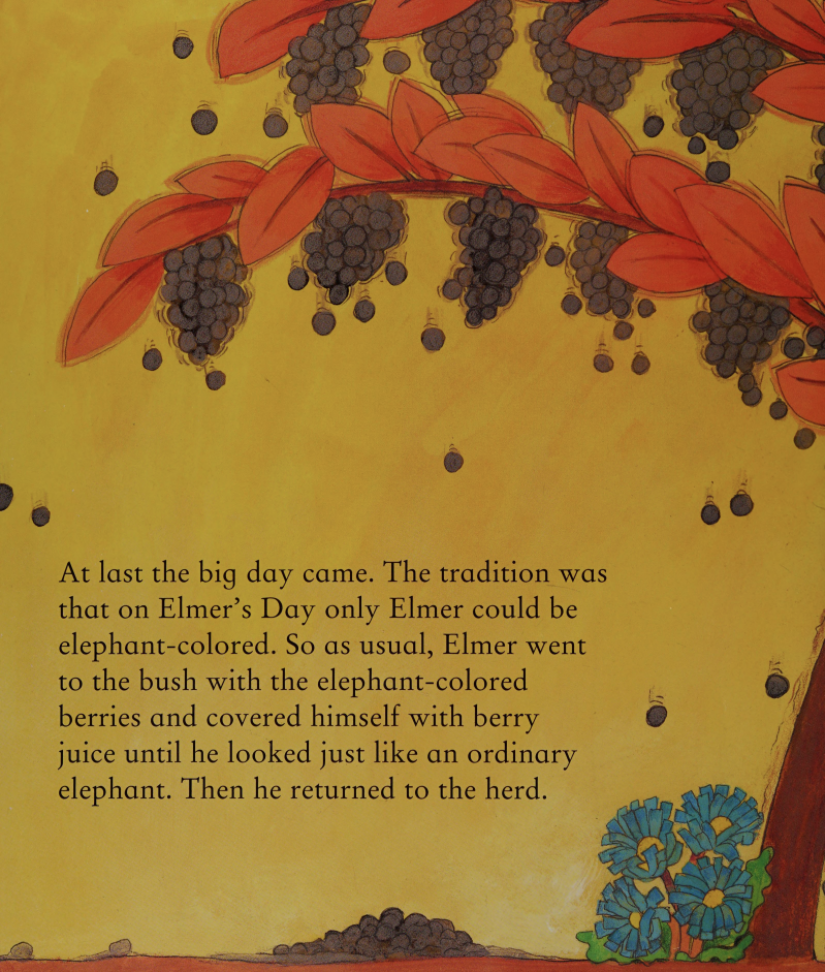 At last the big day came. The tradition was
that on Elmer's Day only Elmer could be
elephant-colored. So as usual, Elmer went
to the bush with the elephant-colored
berries and covered himself with berry
juice until he looked just like an ordinary
elephant. Then he returned to the herd.